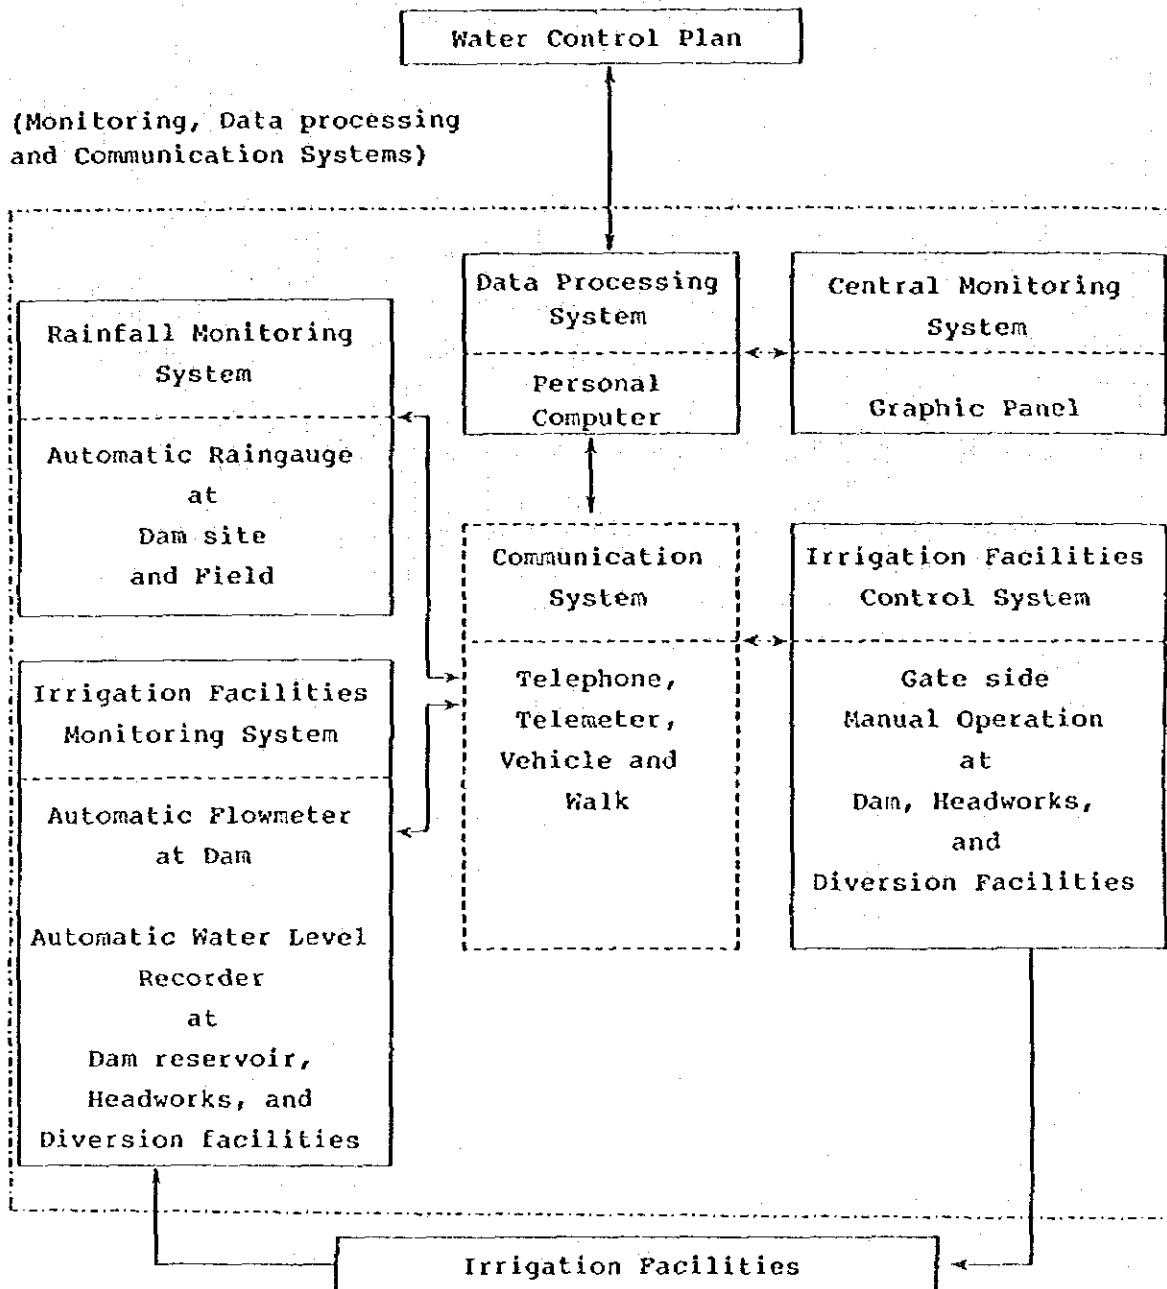 Water Control Plan
(Monitoring, Data processing
and Communication Systems)
Rainfall Monitoring
System
Automatic Raingauge
at
Dam site
and Field
Data Processing
System
Personal
Computer
Central Monitoring
System
Graphic Panel
Irrigation Facilities
Monitoring System
Automatic Flowmeter
at Dam
Automatic Water Level
Recorder
at
Dam reservoir,
Headworks, and
Diversion facilities
Communication
System
Telephone,
Telemeter,
Vehicle and
Walk
Irrigation Facilities
Control System
Gate side
Manual Operation
at
Dam, Headworks,
and
Diversion Facilities
Irrigation Facilities